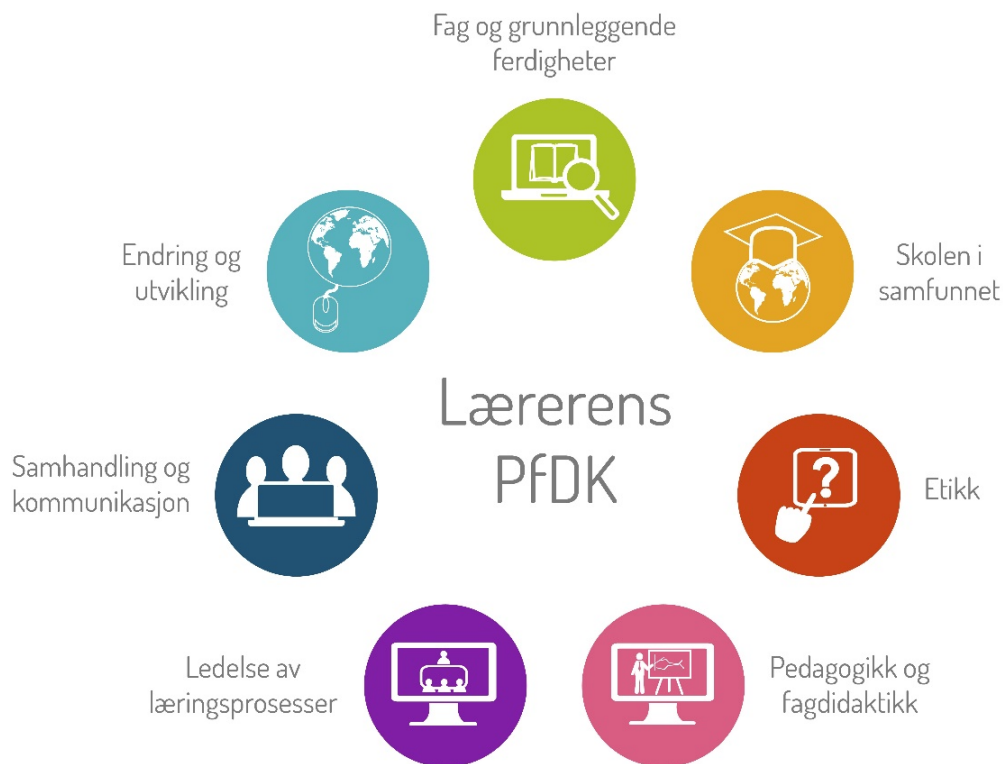 Fag og grunnleggende
ferdigheter
Endring og
utvikling
Skolen i
samfunnet
Lærerens
PfDK
Samhandling og
kommunikasjon
?
Etikk
Ledelse av
læringsprosesser
Pedagogikk og
fagdidaktikk